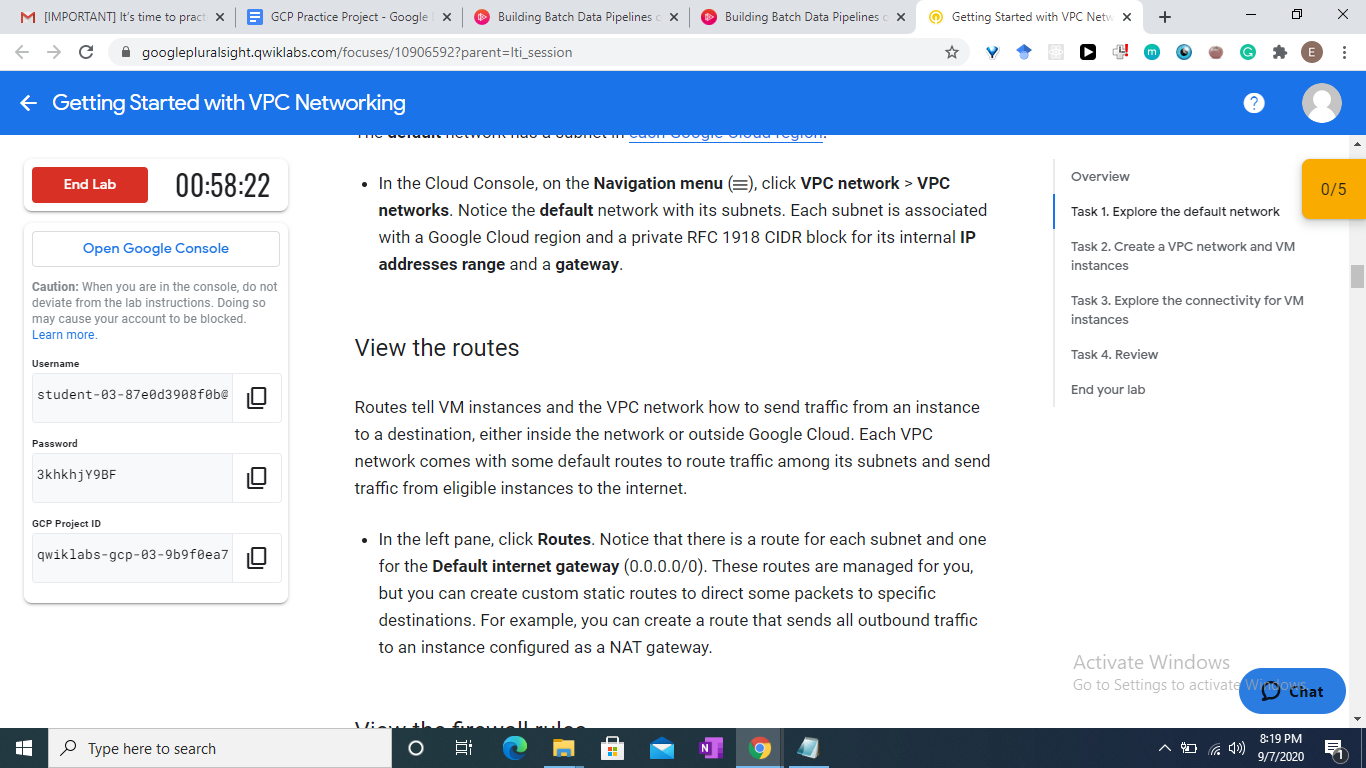 [IMPORTANT] It's time to pract
GCP Practice Project - Google
Building Batch Data Pipelines
Building Batch Data Pipelines
Getting Started with VPC Netw
googlepluralsight.qwiklabs.com/focuses/10906592?parent=lti_session
E
Getting Started with VPC Networking
The default network has a subnet in each Google Cloud region.
End Lab
00:58:22
Open Google Console
Caution: When you are in the console, do not
deviate from the lab instructions. Doing so
may cause your account to be blocked.
Learn more.
Username
student-03-87e0d3908f0b@
Password
3khkhjY9BF
GCP Project ID
qwiklabs-gcp-03-9b9f0ea7
• In the Cloud Console, on the Navigation menu (☰), click VPC network > VPC
networks. Notice the default network with its subnets. Each subnet is associated
with a Google Cloud region and a private RFC 1918 CIDR block for its internal IP
addresses range and a gateway.
View the routes
Routes tell VM instances and the VPC network how to send traffic from an instance
to a destination, either inside the network or outside Google Cloud. Each VPC
network comes with some default routes to route traffic among its subnets and send
traffic from eligible instances to the internet.
• In the left pane, click Routes. Notice that there is a route for each subnet and one
for the Default internet gateway (0.0.0.0/0). These routes are managed for you,
but you can create custom static routes to direct some packets to specific
destinations. For example, you can create a route that sends all outbound traffic
to an instance configured as a NAT gateway.
View the firewall rules
Overview
Task 1. Explore the default network
Task 2. Create a VPC network and VM
instances
Task 3. Explore the connectivity for VM
instances
Task 4. Review
End your lab
0/5
Activate Windows
Go to Settings to activate Windows.
Chat
Type here to search
8:19 PM
9/7/2020
1